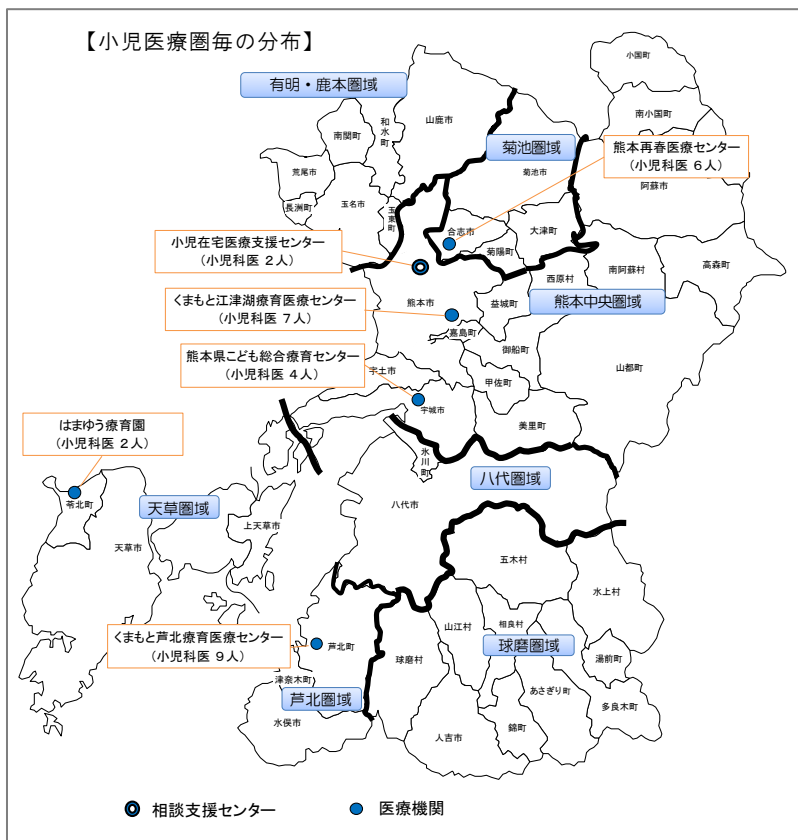 【小児医療圏毎の分布】
小国町
有明・鹿本圏域
南小国町
和水町
山鹿市
南関町
菊池圏域
熊本再春医療センター
(小児科医 6人)
荒尾市
菊池市
阿蘇市
長洲町
玉名市
玉東町
合志市
大津町
小児在宅医療支援センター
(小児科医 2人)
菊陽町
西原村
南阿蘇村
高森町
くまもと江津湖療育医療センター
(小児科医 7人)
熊本市
益城町
熊本中央圏域
嘉島町
御船町
熊本県こども総合療育センター
(小児科医 4人)
宇土市
甲佐町
山都町
宇城市
美里町
はまゆう療育園
(小児科医 2人)
氷川町
八代圏域
苓北町
天草圏域
八代市
上天草市
天草市
五木村
水上村
くまもと芦北療育医療センター
(小児科医 9人)
芦北町
山江村
相良村
球磨圏域
球磨村
湯前町
津奈木町
芦北圏域
あさぎり町
多良木町
水俣市
人吉市
錦町
相談支援センター
医療機関